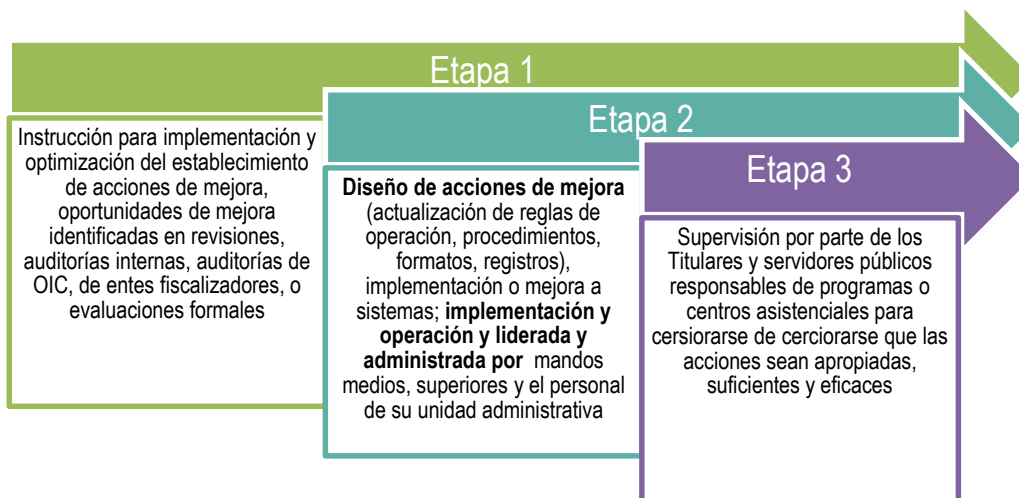 Etapa 1
Instrucción para implementación y
optimización del establecimiento
de acciones de mejora,
oportunidades de mejora
identificadas en revisiones,
auditorías internas, auditorías de
OIC, de entes fiscalizadores, o
evaluaciones formales
Etapa 2
Diseño de acciones de mejora
(actualización de reglas de
operación, procedimientos,
formatos, registros),
implementación o mejora a
sistemas; implementación y
operación y liderada y
administrada por mandos
medios, superiores y el personal
de su unidad administrativa
Etapa 3
Supervisión por parte de los
Titulares y servidores públicos
responsables de programas o
centros asistenciales para
cersiorarse de cerciorarse que las
acciones sean apropiadas,
suficientes y eficaces